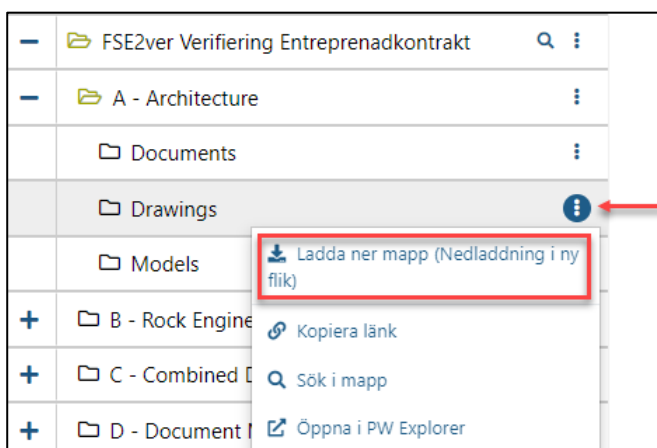 FSE2ver Verifiering Entreprenadkontrakt
A - Architecture
Documents
Drawings
Models
Ladda ner mapp (Nedladdning i ny
flik)
B - Rock Engine
Kopiera länk
C - Combined
Sök i mapp
D - Document
Öppna i PW Explorer